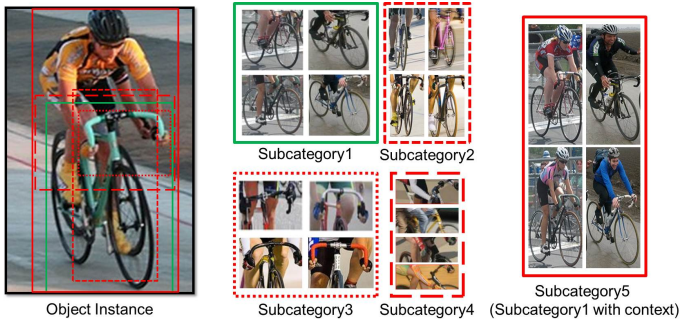 Subcategory1
Subcategory2
Object Instance
Subcategory3
Subcategory4
Subcategory5
(Subcategory1 with context)